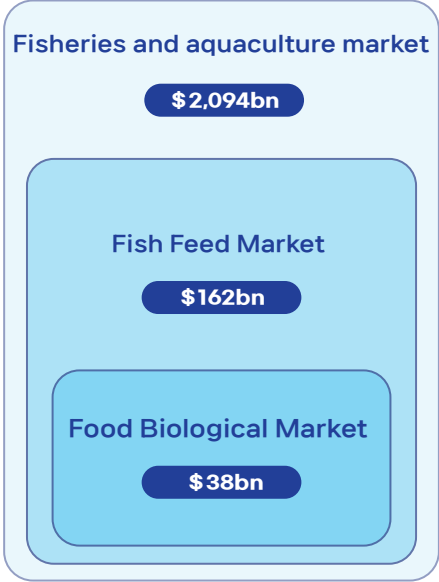 Fisheries and aquaculture market
$2,094bn
Fish Feed Market
$162bn
Food Biological Market
$38bn